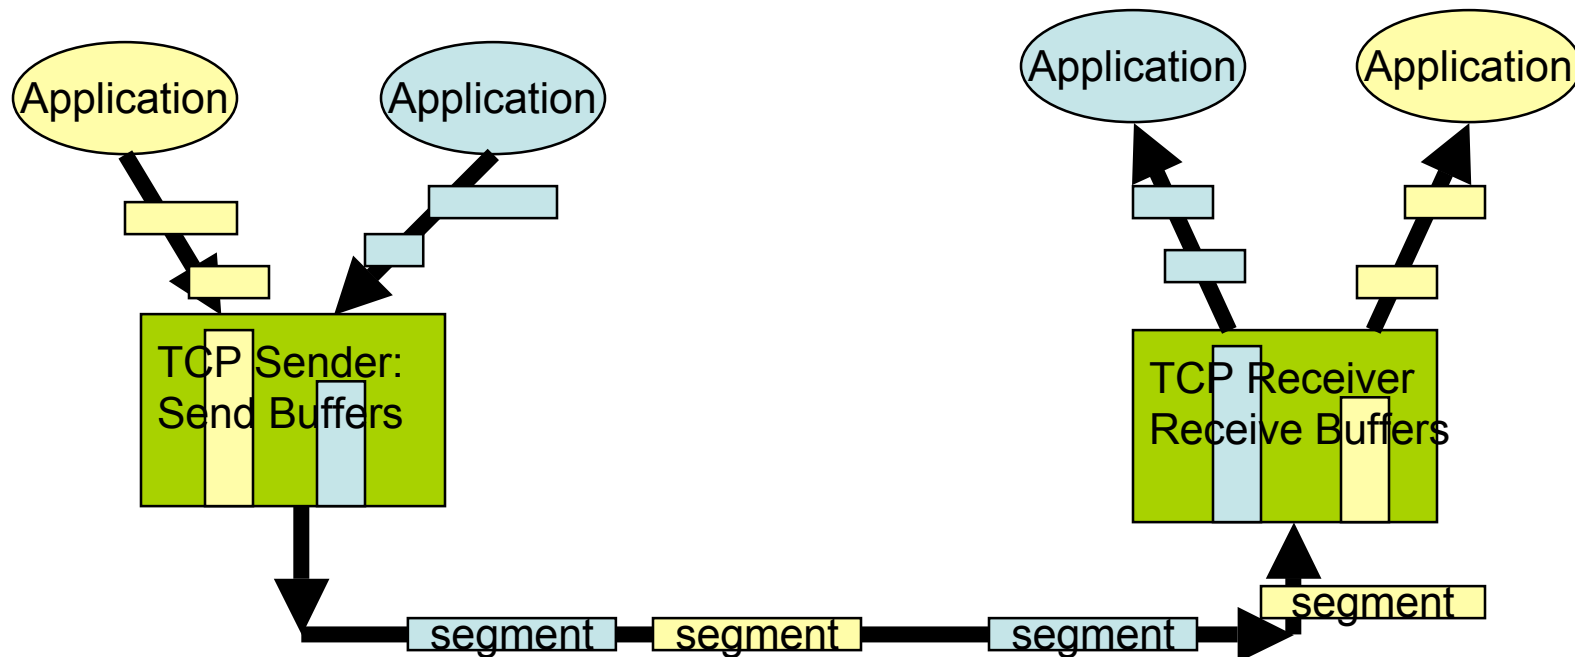 Application
Application
Application
Application
TCP Sender:
Send Buffers
TCP Receiver
Receive Buffers
segment
segment
segment
segment